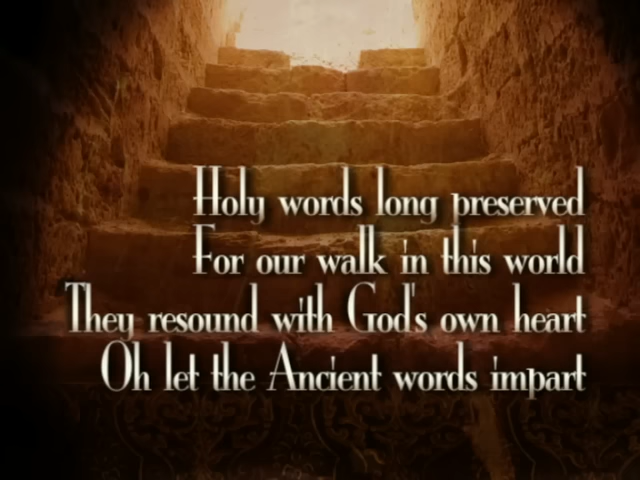 Holy words long preserved
For our walk in this world
They resound with God's own heart
Oh let the Ancient words impart